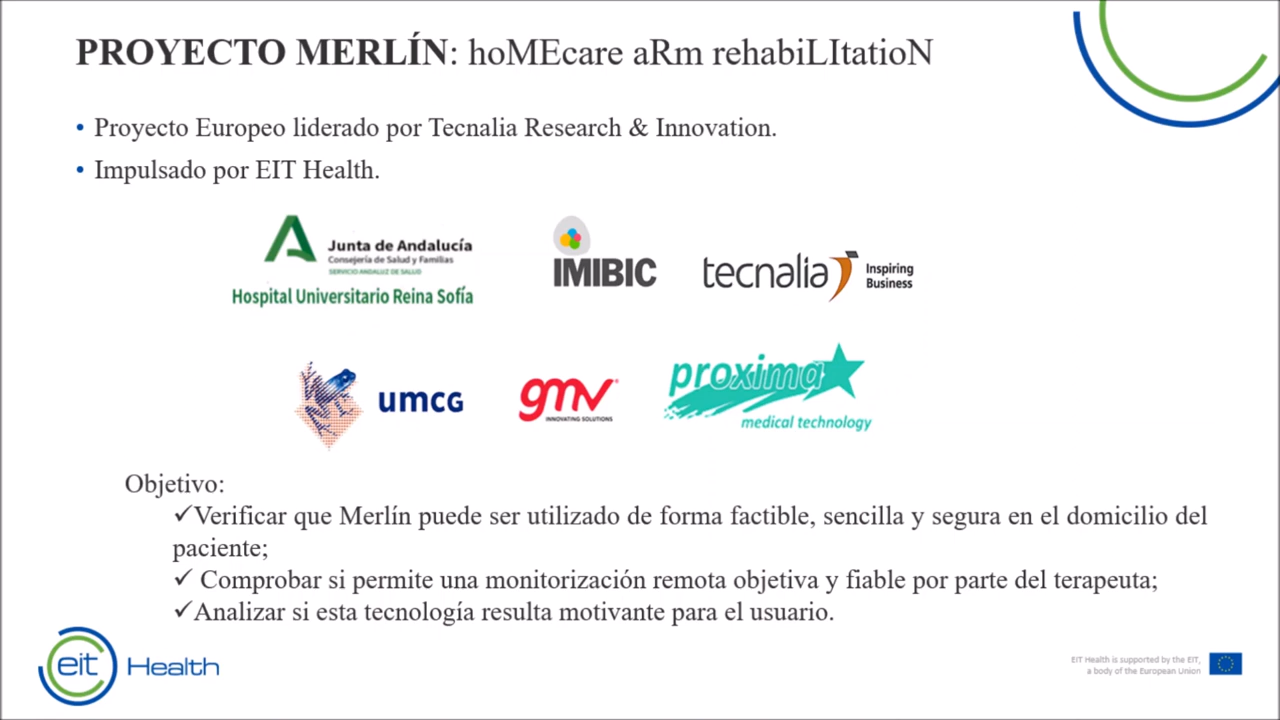 PROYECTO MERLÍN: hoMEcare aRm rehabiLItatioN
• Proyecto Europeo liderado por Tecnalia Research & Innovation.
• Impulsado por EIT Health.
Junta de Andalucía
Consejería de Salud y Familias
SERVICIO ANDALUZ DE SALUD
Hospital Universitario Reina Sofía
IMIBIC
tecnalia
Inspiring
Business
umcg
gmv®
INNOVATING SOLUTIONS
proxima
medical technology
Objetivo:
✓Verificar que Merlín puede ser utilizado de forma factible, sencilla y segura en el domicilio del
paciente;
✓ Comprobar si permite una monitorización remota objetiva y fiable por parte del terapeuta;
✓Analizar si esta tecnología resulta motivante para el usuario.
eit Health
EIT Health is supported by the EIT,
a body of the European Union